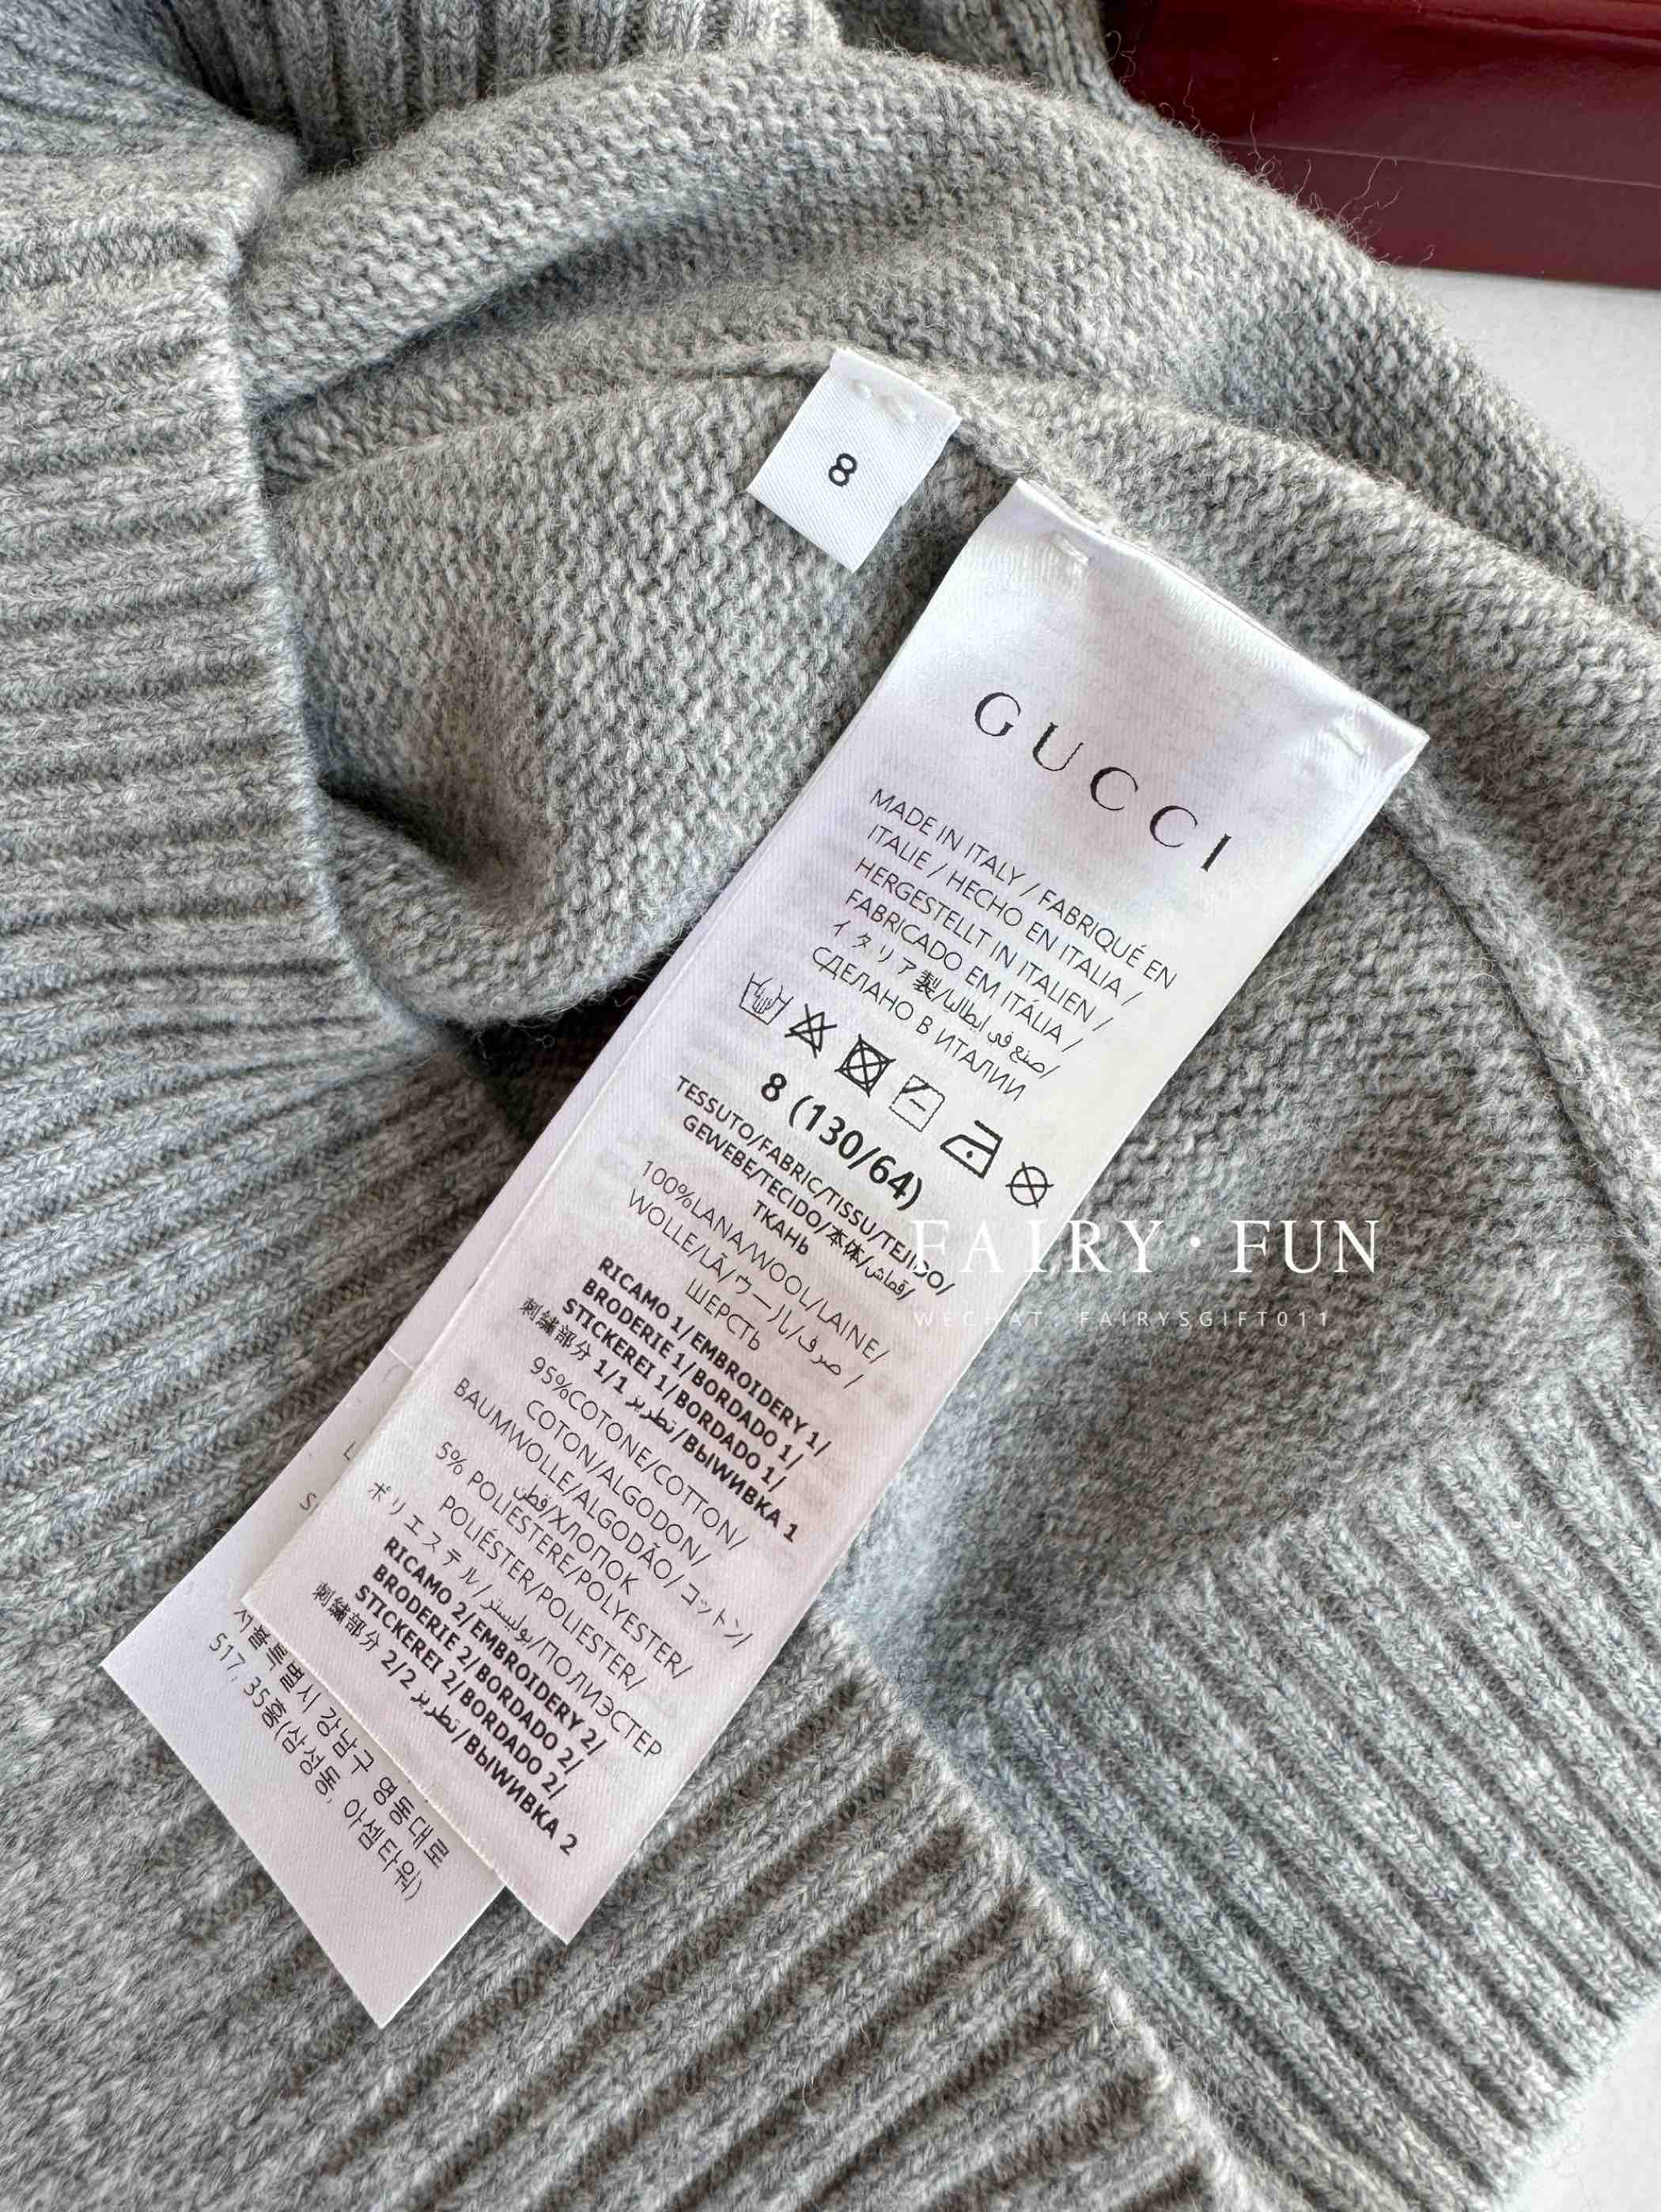 8
GUCCI
MADE IN ITALY / FABRIQUÉ EN
ITALIE / HECHO EN ITALIA /
HERGESTELLT IN ITALIEN /
FABRICADO EM ITÁLIA /
イタリア製/صنع في ايطاليا/
СДЕЛАНО В ИТАЛИИ
8 (130/64)
TESSUTO/FABRIC/TISSU/TEJIDO/
GEWEBE/TECIDO/本体/قماش/
ТКАНЬ
100%LANA/WOOL/LAINE/
WOLLE/LÃ/ウール/صرف /
ШЕРСТЬ
RICAMO 1/EMBROIDERY 1/
BRODERIE 1/BORDADO 1/
STICKEREI 1/BORDADO 1/
刺繍部分 1/1 تطريز/ВЫШИВКА 1
95%COTONE/COTTON/
COTON/ALGODON/
BAUMWOLLE/ALGODÃO/コットン/
قطن/ХЛОПОК
5% POLIESTERE/POLYESTER/
POLIÉSTER/POLIESTER/
ポリエステル/بوليستر/ПОЛИЭСТЕР
RICAMO 2/EMBROIDERY 2/
BRODERIE 2/BORDADO 2/
STICKEREI 2/BORDADO 2/
刺繍部分 2/2 تطريز/ВЫШИВКА 2
L
S
서울특별시 강남구 영동대로
517, 35층(삼성동, 아셈타워)
FAIRY·FUN
WECHAT: FAIRYSGIFT011